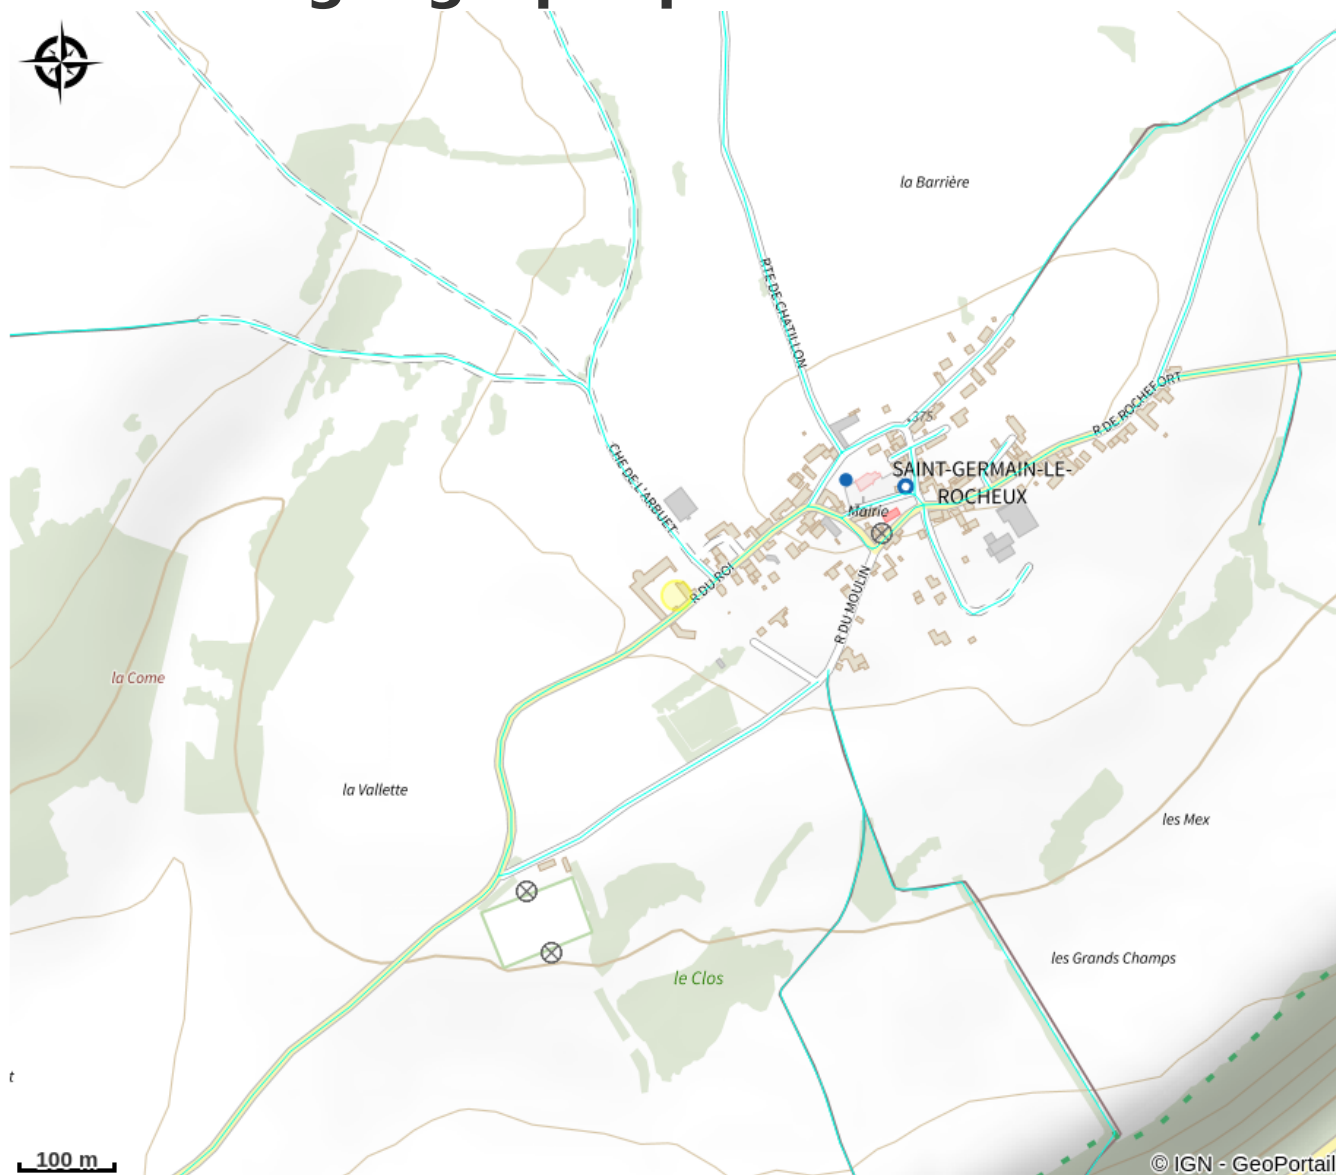 la Barrière
RTE DE CHATILLON
375
R DE ROCHEFORT
CHE DE L'ARBUET
SAINT-GERMAIN-LE-
ROCHEUX
Mairie
R DU ROI
R DU MOULIN
la Come
la Vallette
les Mex
les Grands Champs
le Clos
t
100 m
© IGN - GeoPortail